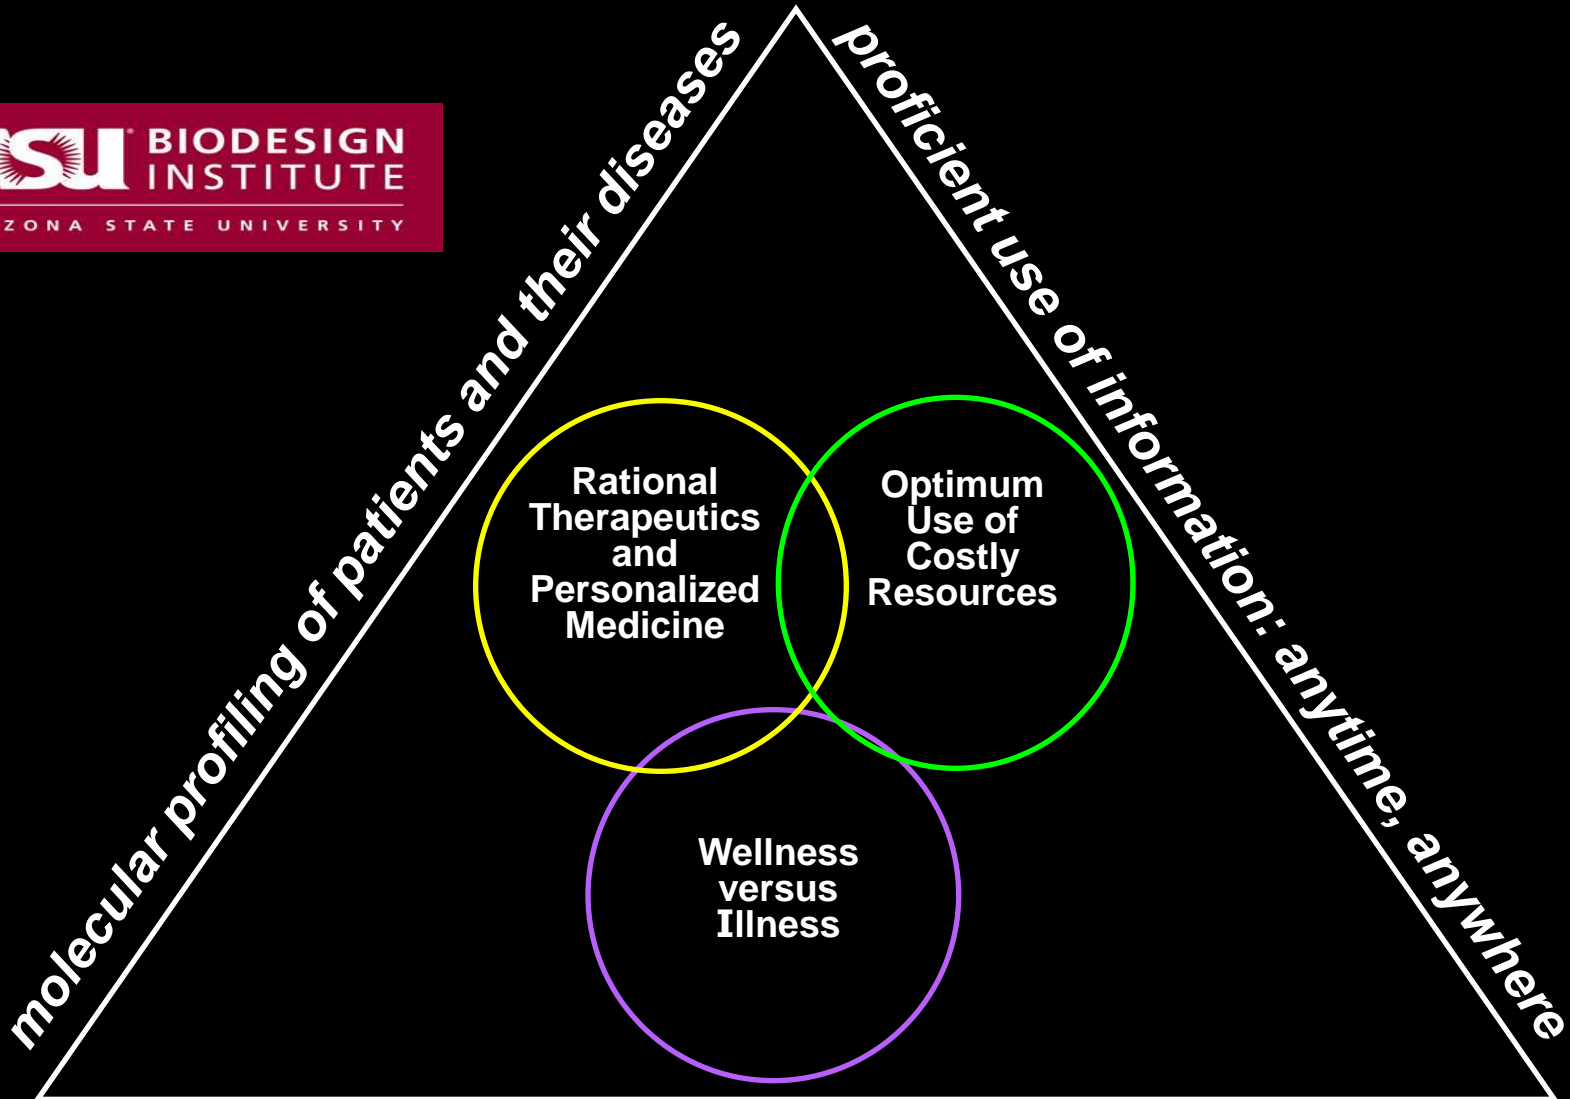 molecular profiling of patients and their diseases
proficient use of information: anytime, anywhere
SU BIODESIGN
INSTITUTE
ZONA STATE UNIVERSITY
Rational
Therapeutics
and
Personalized
Medicine
Optimum
Use of
Costly
Resources
Wellness
versus
Illness